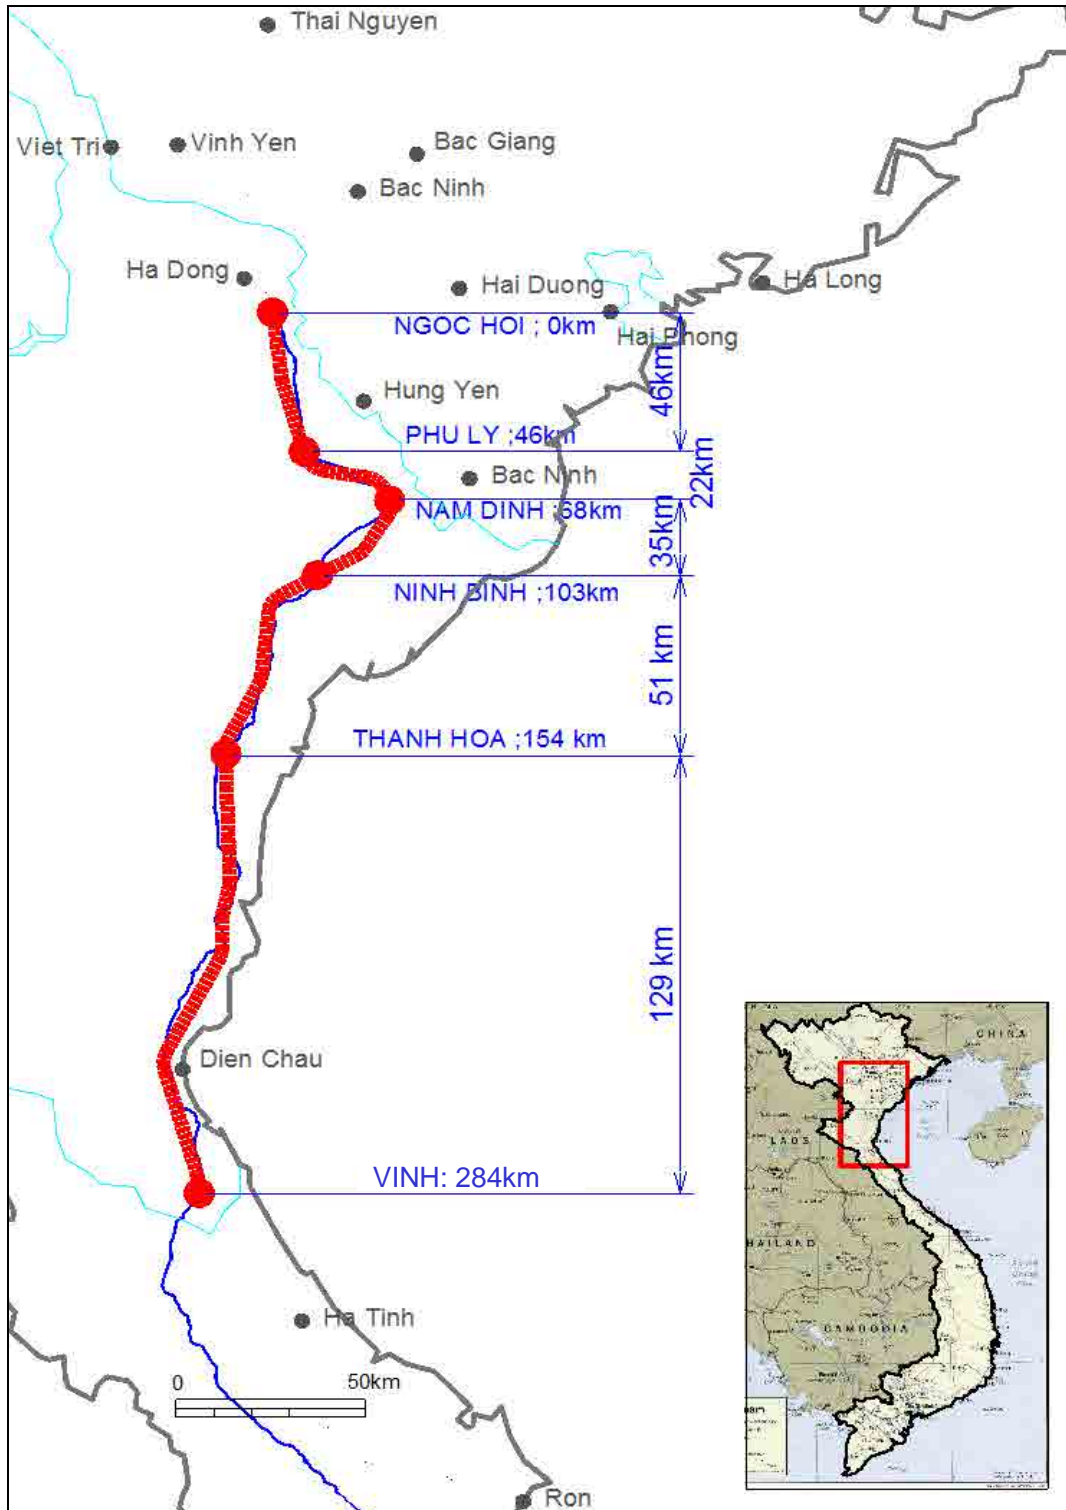 Thai Nguyen
Viet Tri
Vinh Yen
Bac Giang
Bac Ninh
Ha Dong
Hai Duong
Ha Long
NGOC HOI ; 0km
Hai Phong
46km
Hung Yen
PHU LY ;46km
22km
Bac Ninh
NAM DINH ;68km
35km
NINH BINH ;103km
51 km
THANH HOA ;154 km
129 km
Dien Chau
VINH: 284km
Ha Tinh
0 50km
Ron
CHINA
LAOS
HAILAND
CAMBODIA